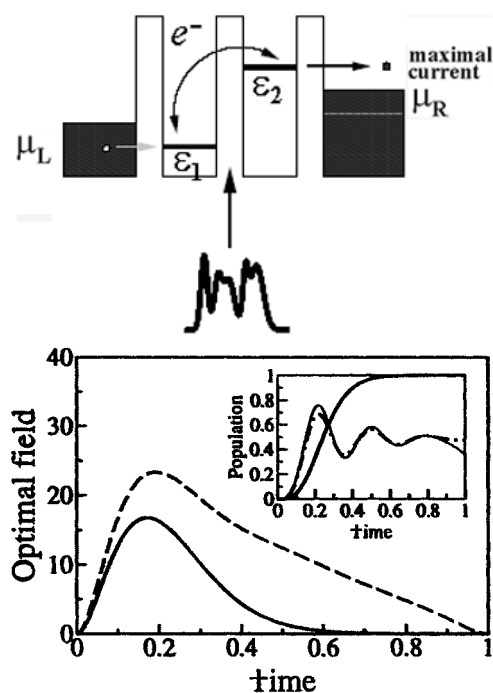 e⁻
maximal
current
ε₂
μ_R
μ_L
ε₁
40
30
20
10
0
Optimal field
0 0.2 0.4 0.6 0.8 1
time
1
0.8
0.6
0.4
0.2
0
Population
0 0.2 0.4 0.6 0.8 1
time